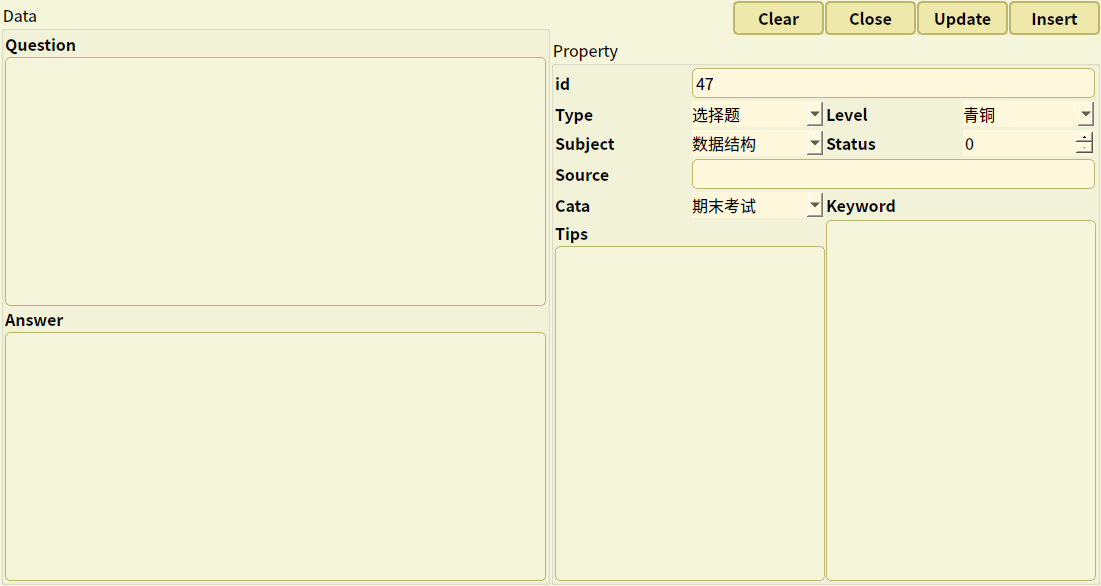 Data
Clear Close Update Insert
Question
Property
id 47
Type 选择题 Level 青铜
Subject 数据结构 Status 0
Source
Cata 期末考试 Keyword
Tips
Answer